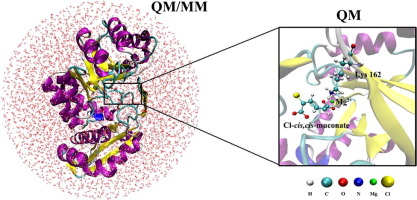 QM/MM
QM
Lys 162
Mg²⁺
Cl-cis,cis-muconate
H C O N Mg Cl